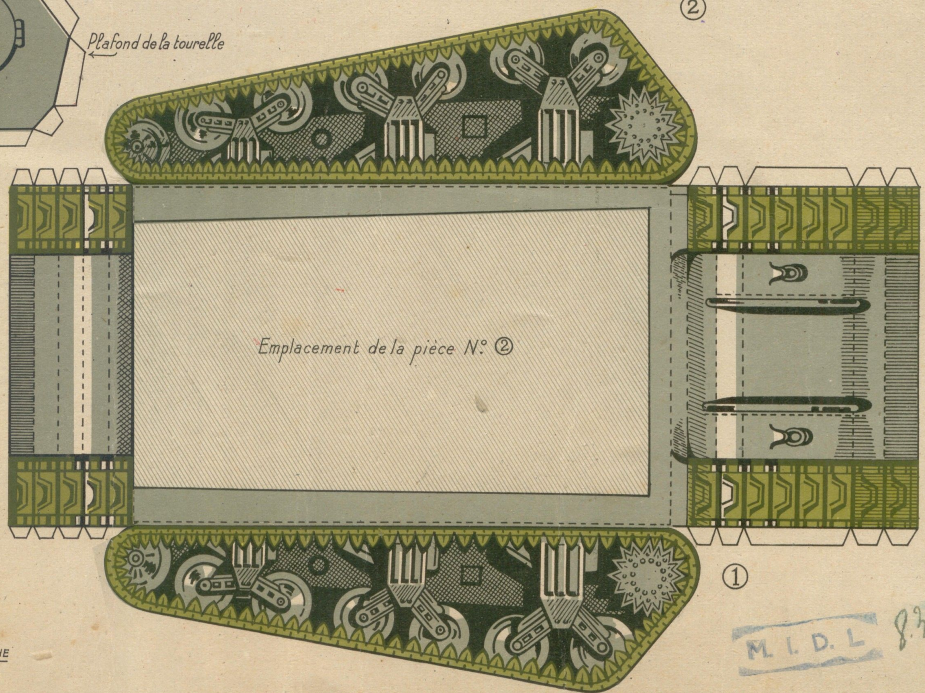 ②
Plafond de la tourelle
Emplacement de la pièce N.° ②
①
M. I. D. L